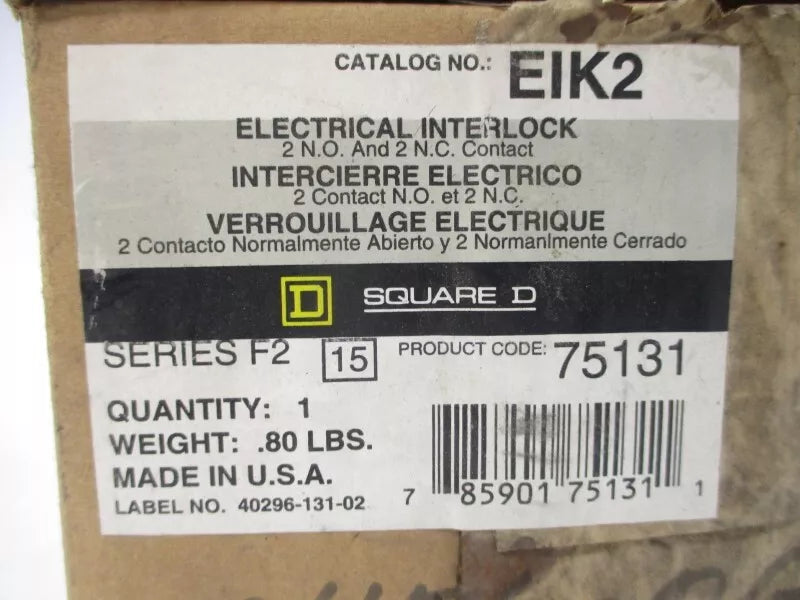 CATALOG NO.: EIK2
ELECTRICAL INTERLOCK
2 N.O. And 2 N.C. Contact
INTERCIERRE ELECTRICO
2 Contact N.O. et 2 N.C.
VERROUILLAGE ELECTRIQUE
2 Contacto Normalmente Abierto y 2 Normanlmente Cerrado
D SQUARE D
SERIES F2 15 PRODUCT CODE: 75131
QUANTITY: 1
WEIGHT: .80 LBS.
MADE IN U.S.A.
LABEL NO. 40296-131-02
7 85901 75131 1